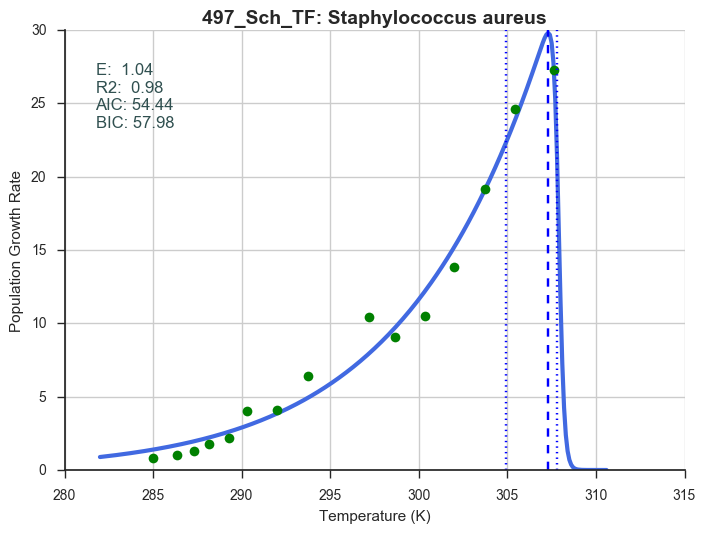 497_Sch_TF: Staphylococcus aureus
E:  1.04
R2:  0.98
AIC: 54.44
BIC: 57.98
Population Growth Rate
30
25
20
15
10
5
0
280 285 290 295 300 305 310 315
Temperature (K)